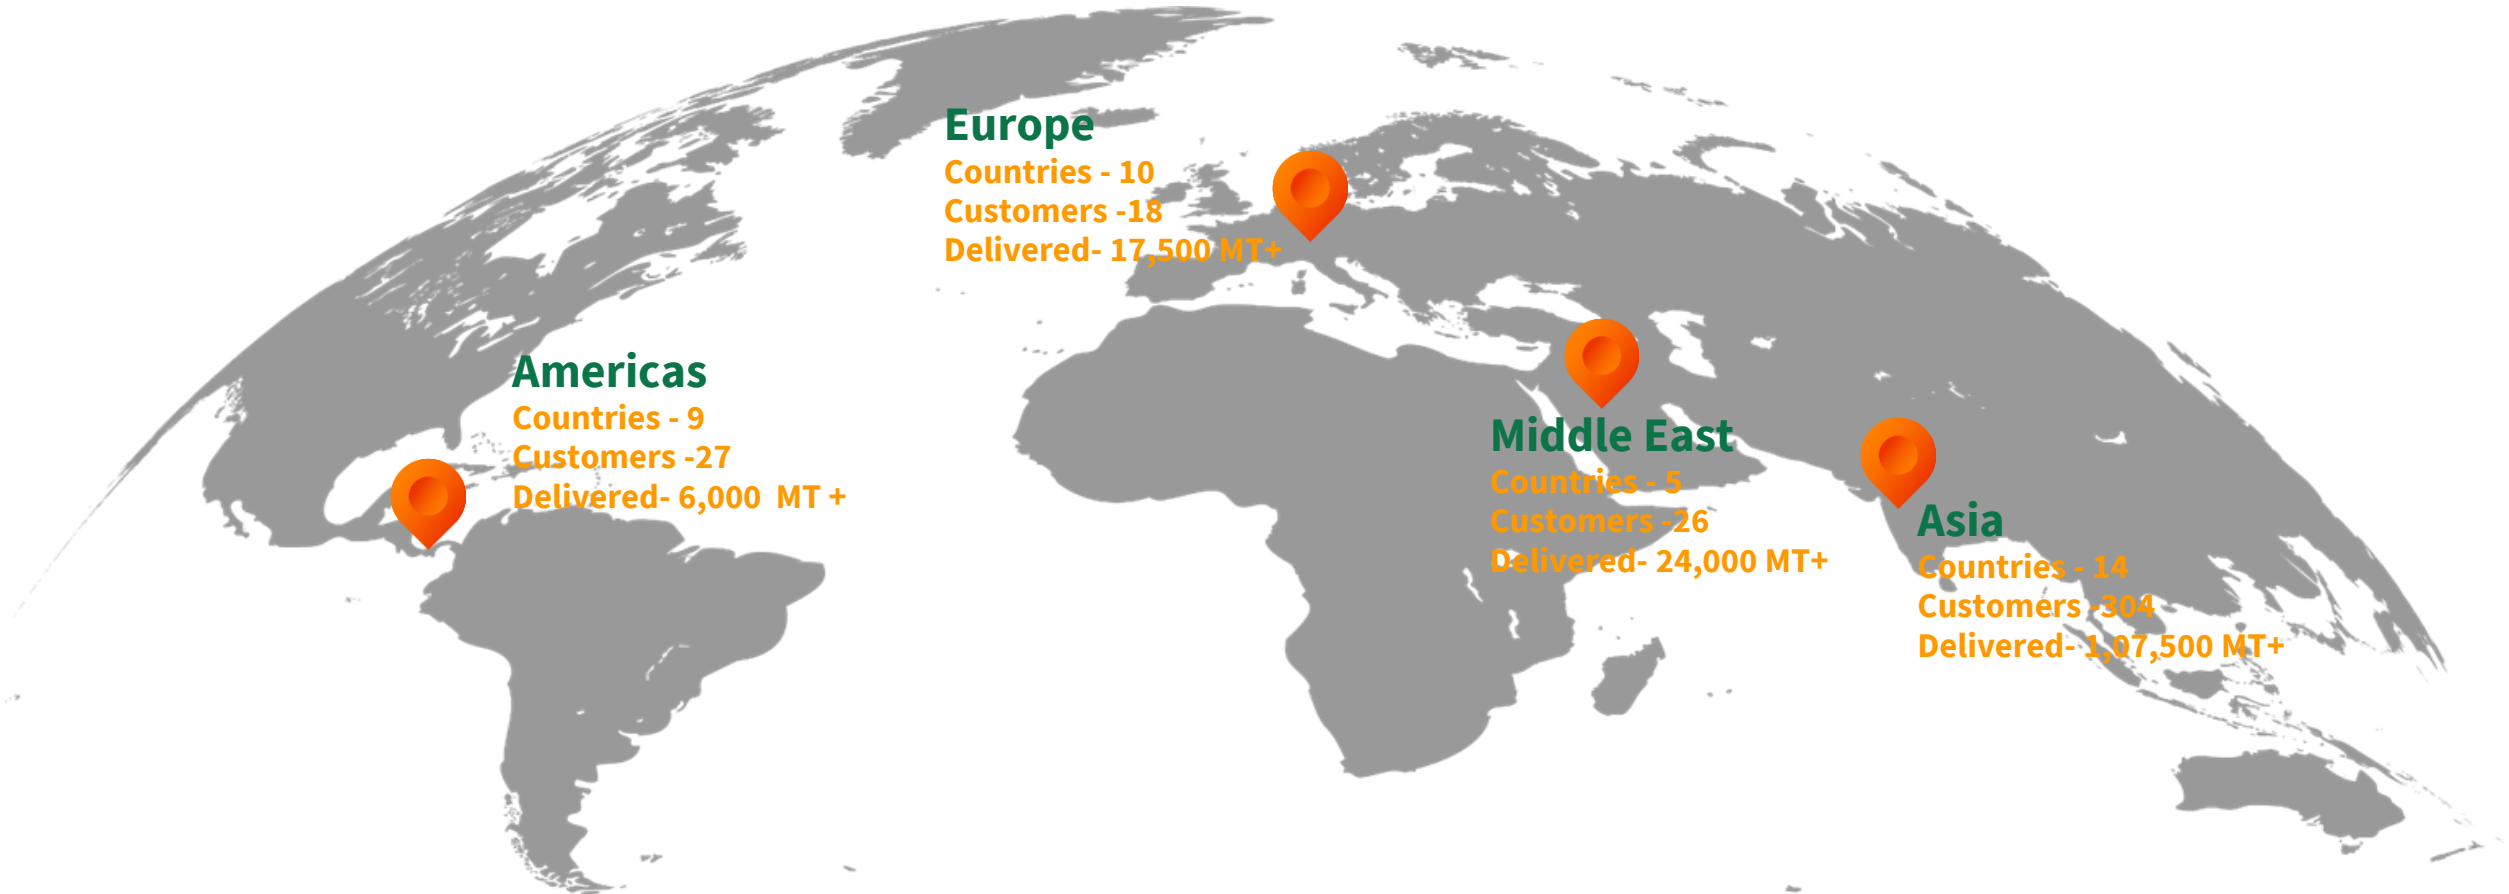 Europe
Countries - 10
Customers -18
Delivered- 17,500 MT+
Americas
Countries - 9
Customers -27
Delivered- 6,000  MT +
Middle East
Countries - 5
Customers -26
Delivered- 24,000 MT+
Asia
Countries - 14
Customers -304
Delivered- 1,07,500 MT+